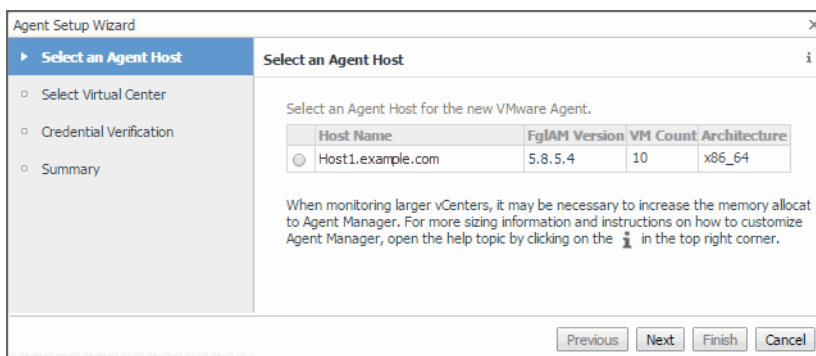 Agent Setup Wizard
Select an Agent Host
Select Virtual Center
Credential Verification
Summary
Select an Agent Host
Select an Agent Host for the new VMware Agent.
Host Name FglAM Version VM Count Architecture
Host1.example.com 5.8.5.4 10 x86_64
When monitoring larger vCenters, it may be necessary to increase the memory allocat
to Agent Manager. For more sizing information and instructions on how to customize
Agent Manager, open the help topic by clicking on the i in the top right corner.
Previous Next Finish Cancel